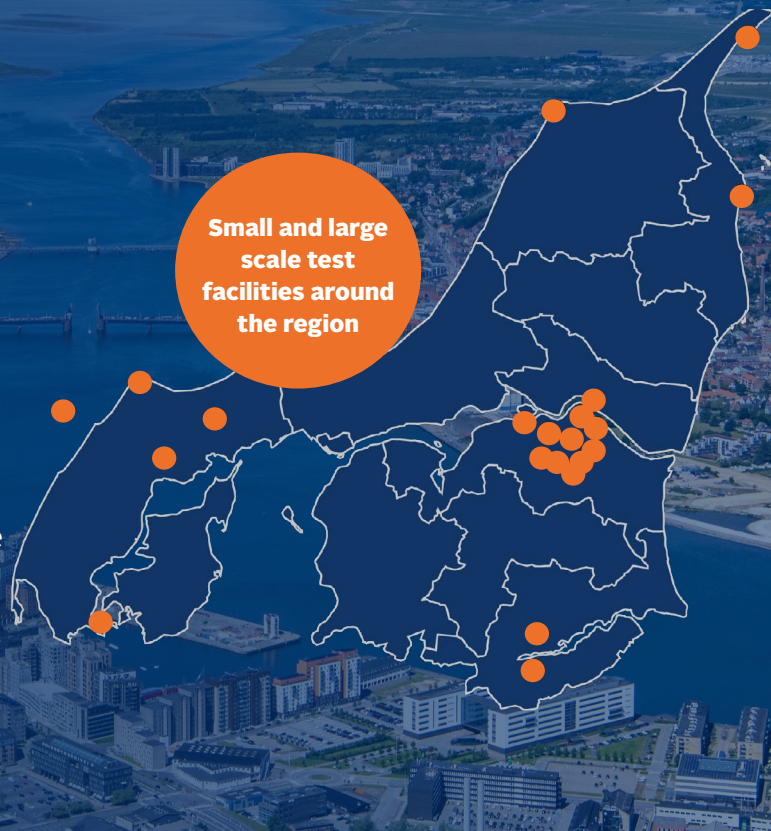 Small and large
scale test
facilities around
the region